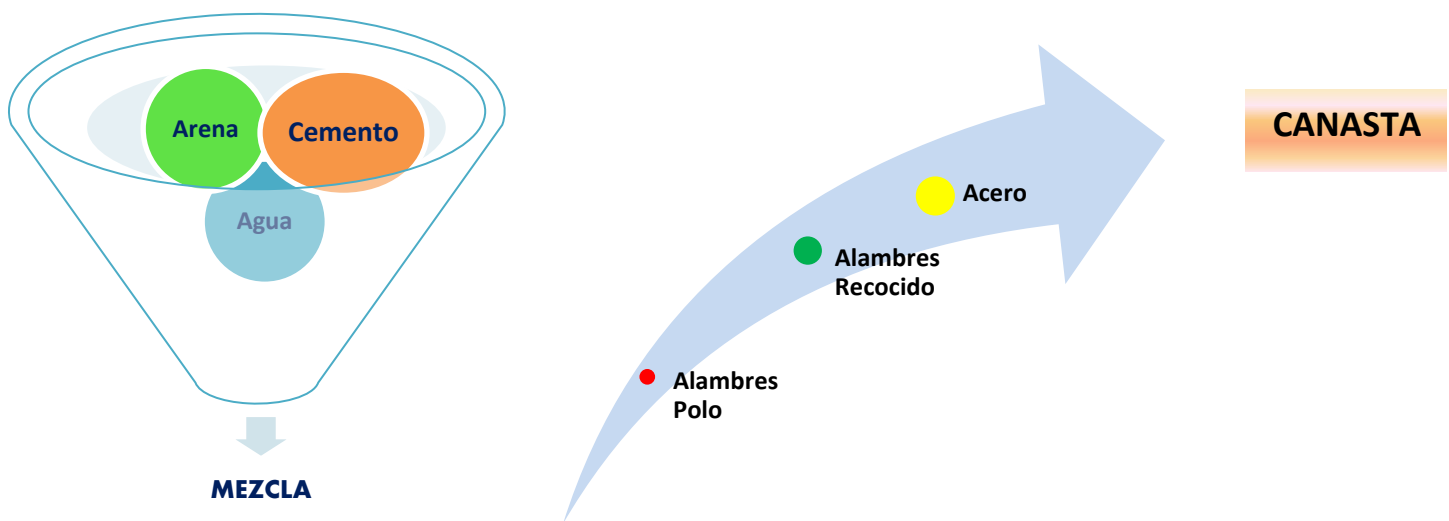 Arena
Cemento
Agua
MEZCLA
Alambres
Polo
Alambres
Recocido
Acero
CANASTA